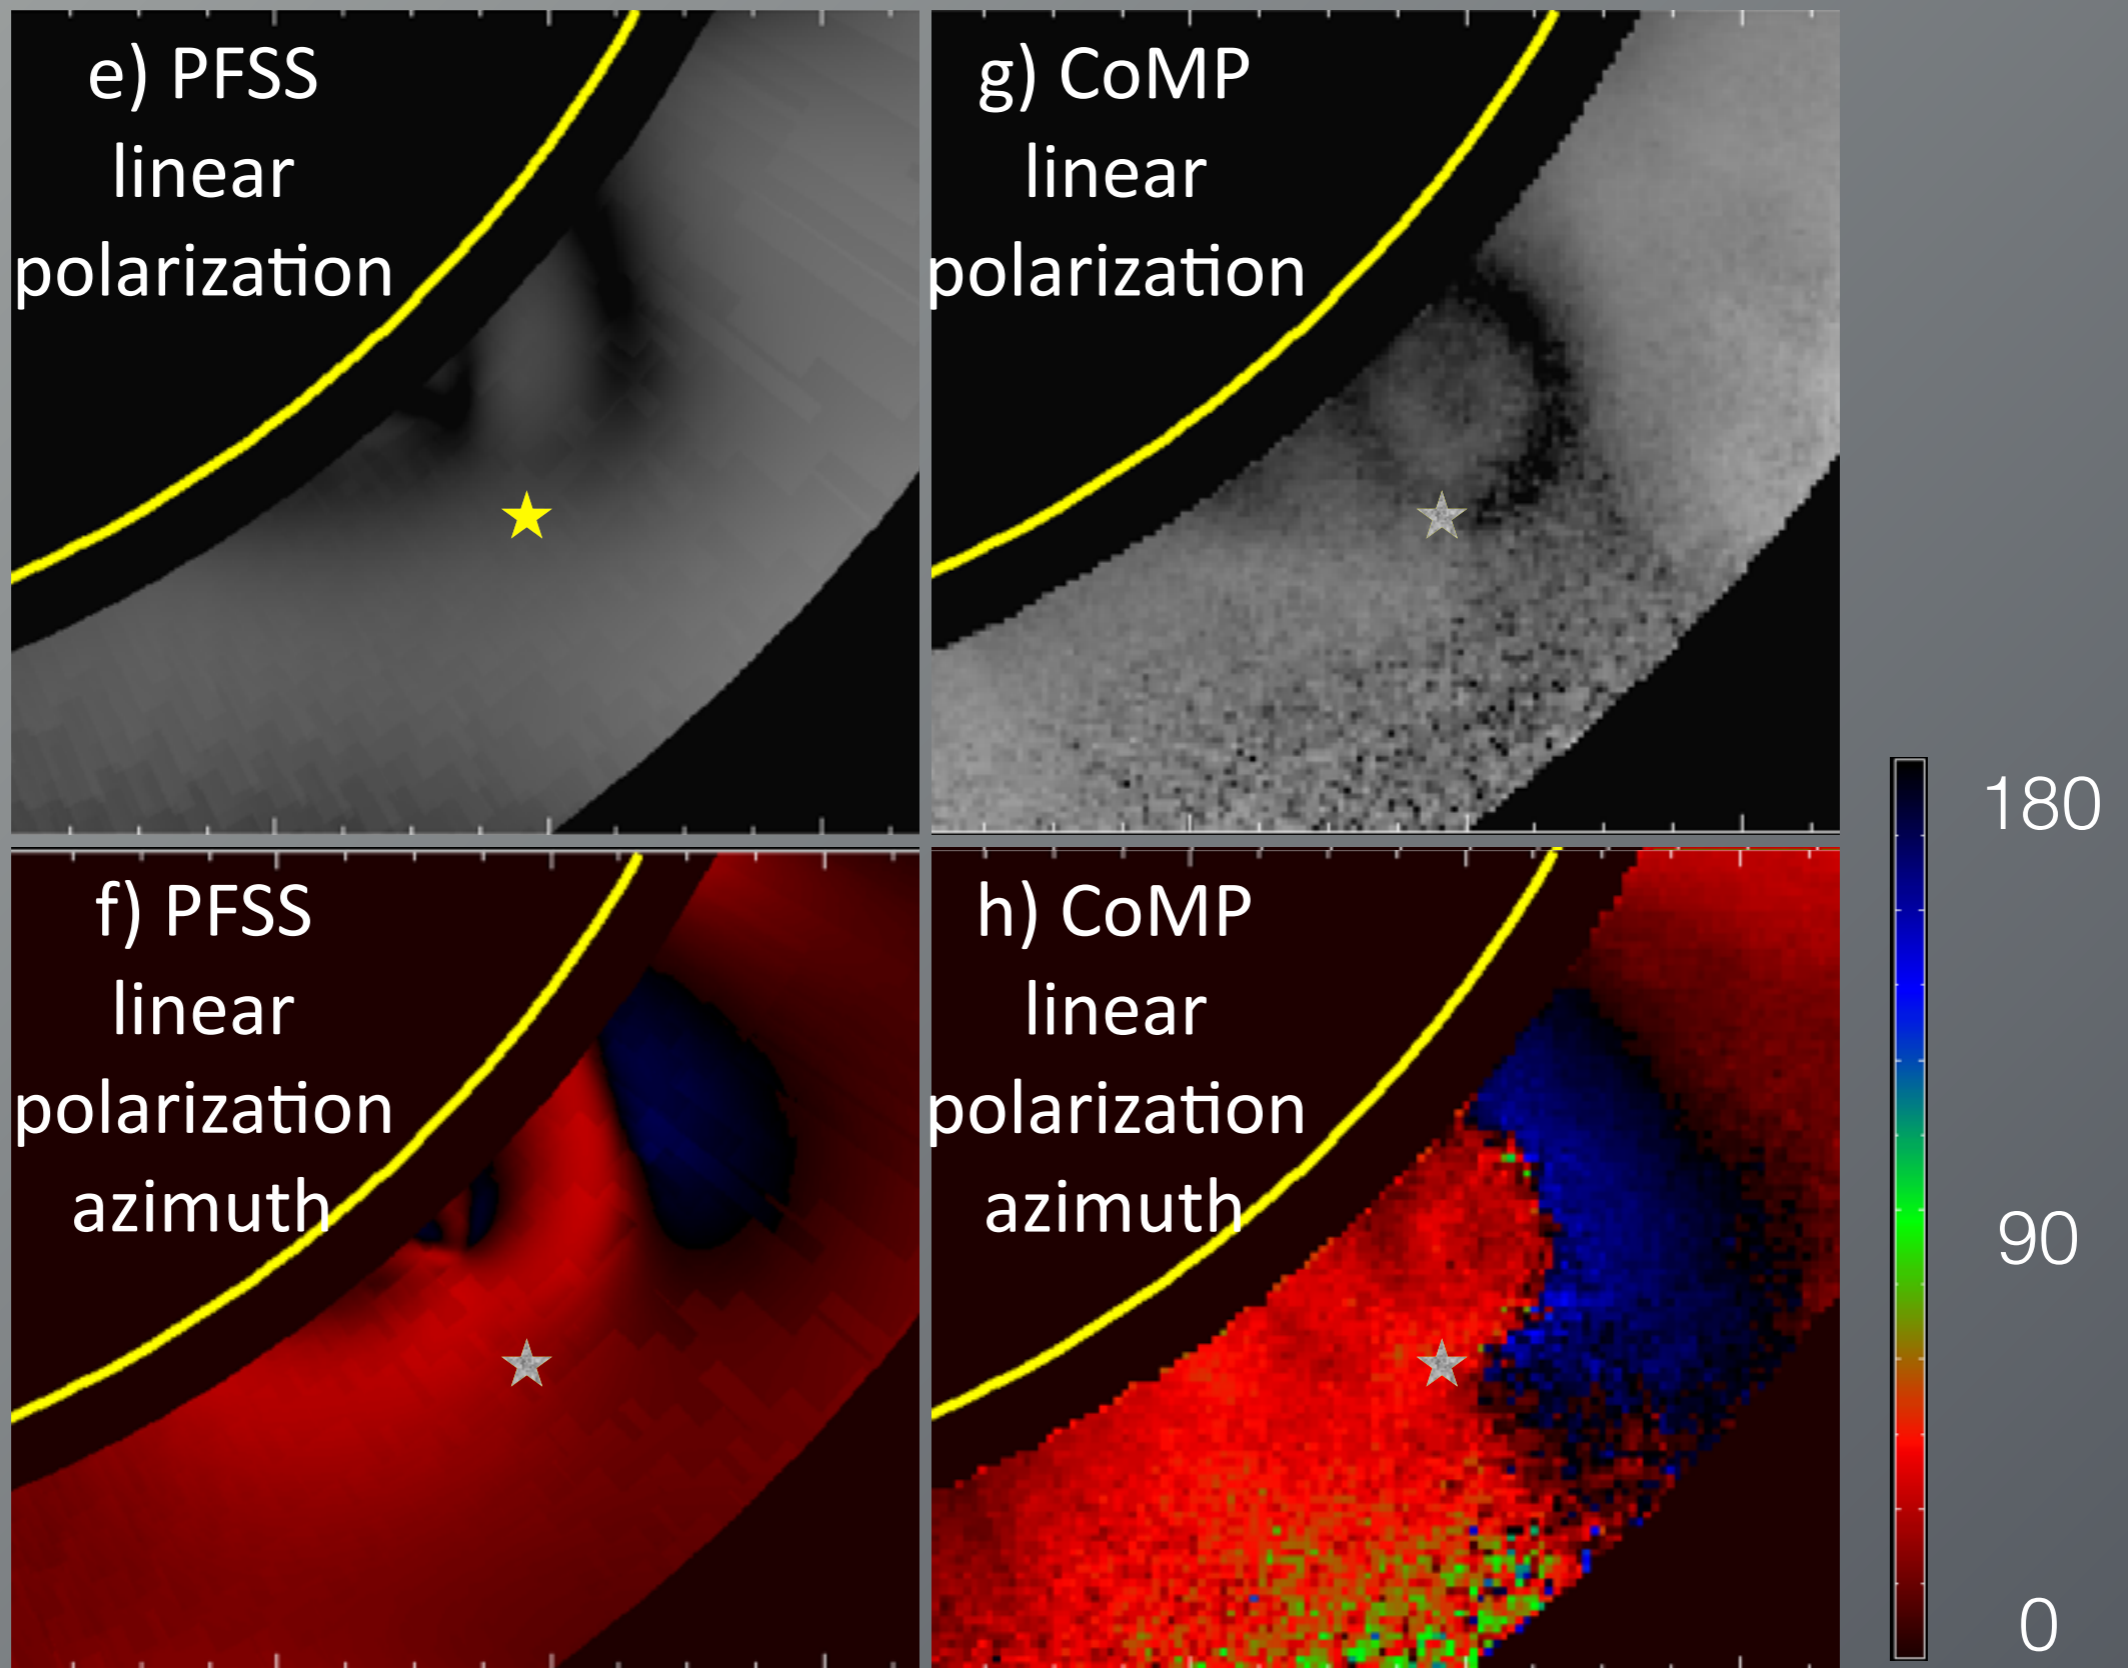 e) PFSS
linear
polarization
g) CoMP
linear
polarization
f) PFSS
linear
polarization
azimuth
h) CoMP
linear
polarization
azimuth
180
90
0